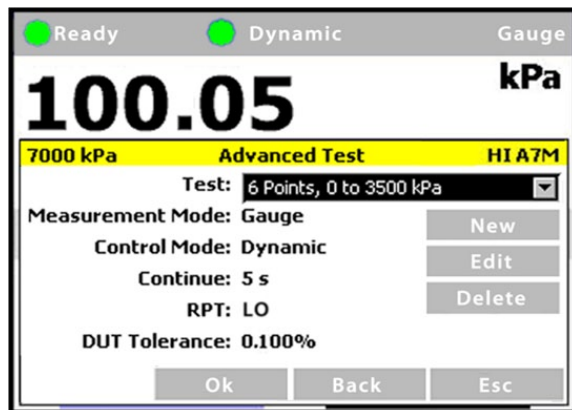 Ready Dynamic Gauge
kPa
100.05
7000 kPa Advanced Test HI A7M
Test: 6 Points, 0 to 3500 kPa
Measurement Mode: Gauge
New
Control Mode: Dynamic
Edit
Continue: 5 s
Delete
RPT: LO
DUT Tolerance: 0.100%
Ok Back Esc